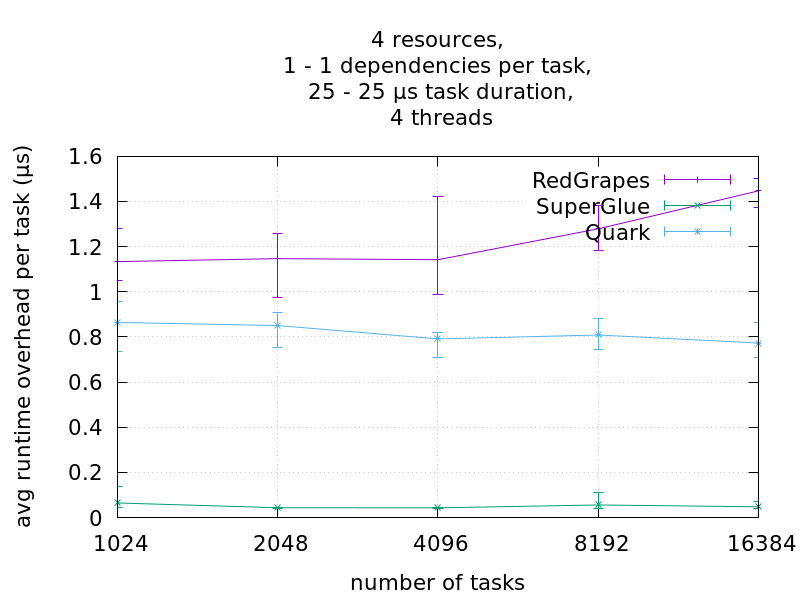 4 resources,
1 - 1 dependencies per task,
25 - 25 µs task duration,
4 threads
avg runtime overhead per task (µs)
1.6
1.4
1.2
1
0.8
0.6
0.4
0.2
0
RedGrapes
SuperGlue
Quark
1024 2048 4096 8192 16384
number of tasks